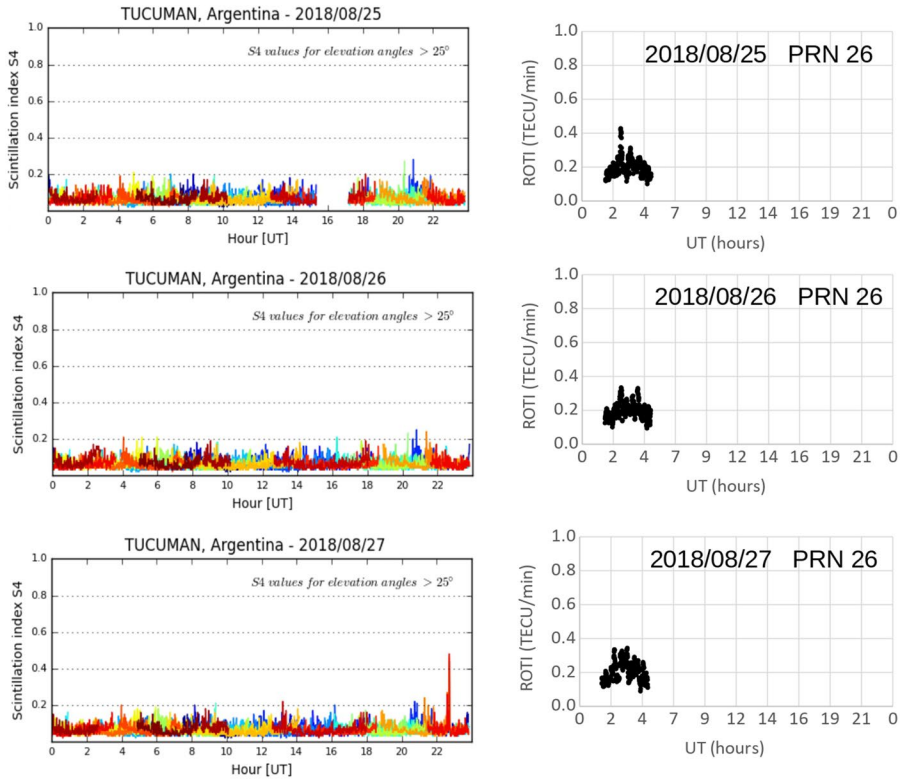 TUCUMAN, Argentina - 2018/08/25
Scintillation index S4
1.0
0.8
0.6
0.4
0.2
S4 values for elevation angles > 25°
0 2 4 6 8 10 12 14 16 18 20 22
Hour [UT]
2018/08/25 PRN 26
ROTI (TECU/min)
1.0
0.8
0.6
0.4
0.2
0.0
0 2 4 7 9 12 14 16 19 21 0
UT (hours)
TUCUMAN, Argentina - 2018/08/26
Scintillation index S4
1.0
0.8
0.6
0.4
0.2
S4 values for elevation angles > 25°
0 2 4 6 8 10 12 14 16 18 20 22
Hour [UT]
2018/08/26 PRN 26
ROTI (TECU/min)
1.0
0.8
0.6
0.4
0.2
0.0
0 2 4 7 9 12 14 16 19 21 0
UT (hours)
TUCUMAN, Argentina - 2018/08/27
Scintillation index S4
1.0
0.8
0.6
0.4
0.2
S4 values for elevation angles > 25°
0 2 4 6 8 10 12 14 16 18 20 22
Hour [UT]
2018/08/27 PRN 26
ROTI (TECU/min)
1.0
0.8
0.6
0.4
0.2
0.0
0 2 4 7 9 12 14 16 19 21 0
UT (hours)